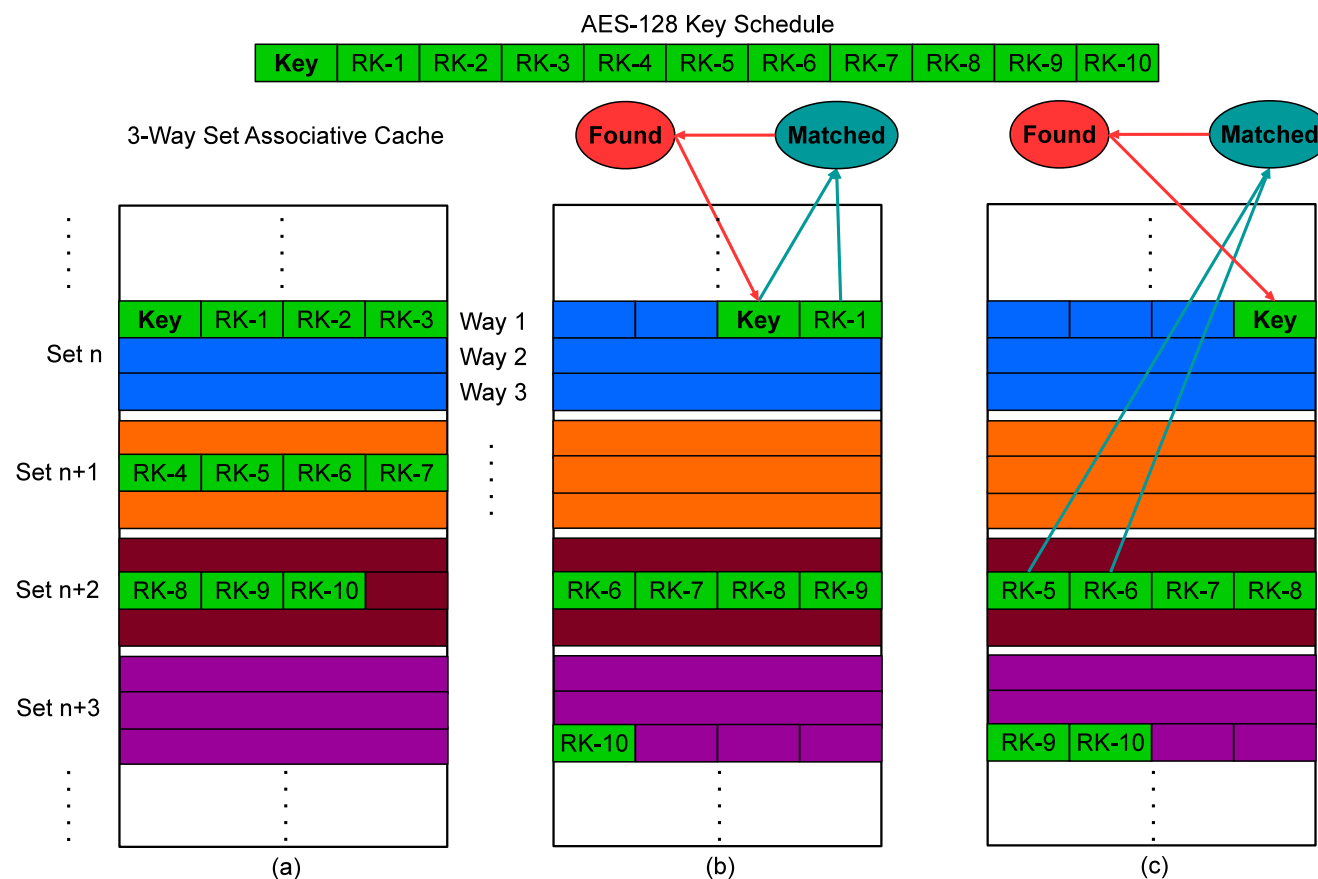 AES-128 Key Schedule
Key RK-1 RK-2 RK-3 RK-4 RK-5 RK-6 RK-7 RK-8 RK-9 RK-10
3-Way Set Associative Cache
Found Matched
Found Matched
Key RK-1 RK-2 RK-3
Way 1
Way 2
Way 3
Set n
RK-4 RK-5 RK-6 RK-7
Set n+1
RK-8 RK-9 RK-10
Set n+2
Set n+3
(a)
Key RK-1
RK-6 RK-7 RK-8 RK-9
RK-10
(b)
Key
RK-5 RK-6 RK-7 RK-8
RK-9 RK-10
(c)